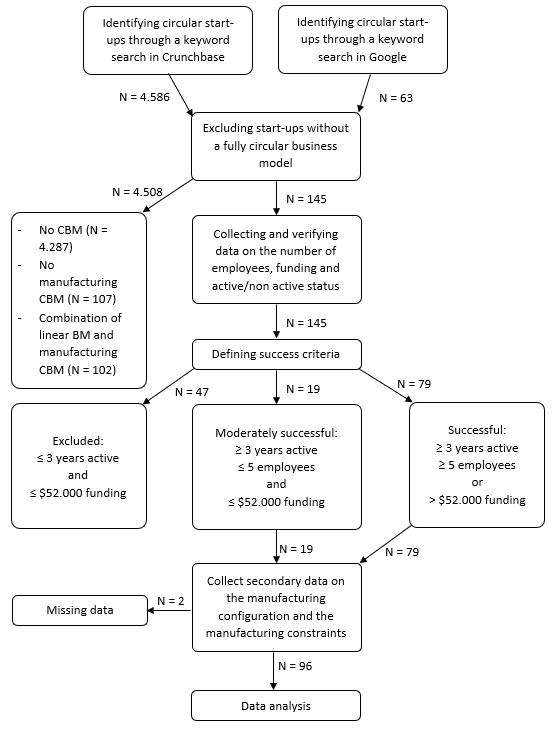 Identifying circular start-
ups through a keyword
search in Crunchbase
Identifying circular start-
ups through a keyword
search in Google
N = 4.586
N = 63
Excluding start-ups without
a fully circular business
model
N = 4.508
N = 145
- No CBM (N =
4.287)
- No
manufacturing
CBM (N = 107)
- Combination of
linear BM and
manufacturing
CBM (N = 102)
Collecting and verifying
data on the number of
employees, funding and
active/non active status
N = 145
Defining success criteria
N = 47
N = 19
N = 79
Excluded:
≤ 3 years active
and
≤ $52.000 funding
Moderately successful:
≥ 3 years active
≤ 5 employees
and
≤ $52.000 funding
Successful:
≥ 3 years active
≥ 5 employees
or
> $52.000 funding
N = 19
N = 79
Collect secondary data on
the manufacturing
configuration and the
manufacturing constraints
N = 2
Missing data
N = 96
Data analysis